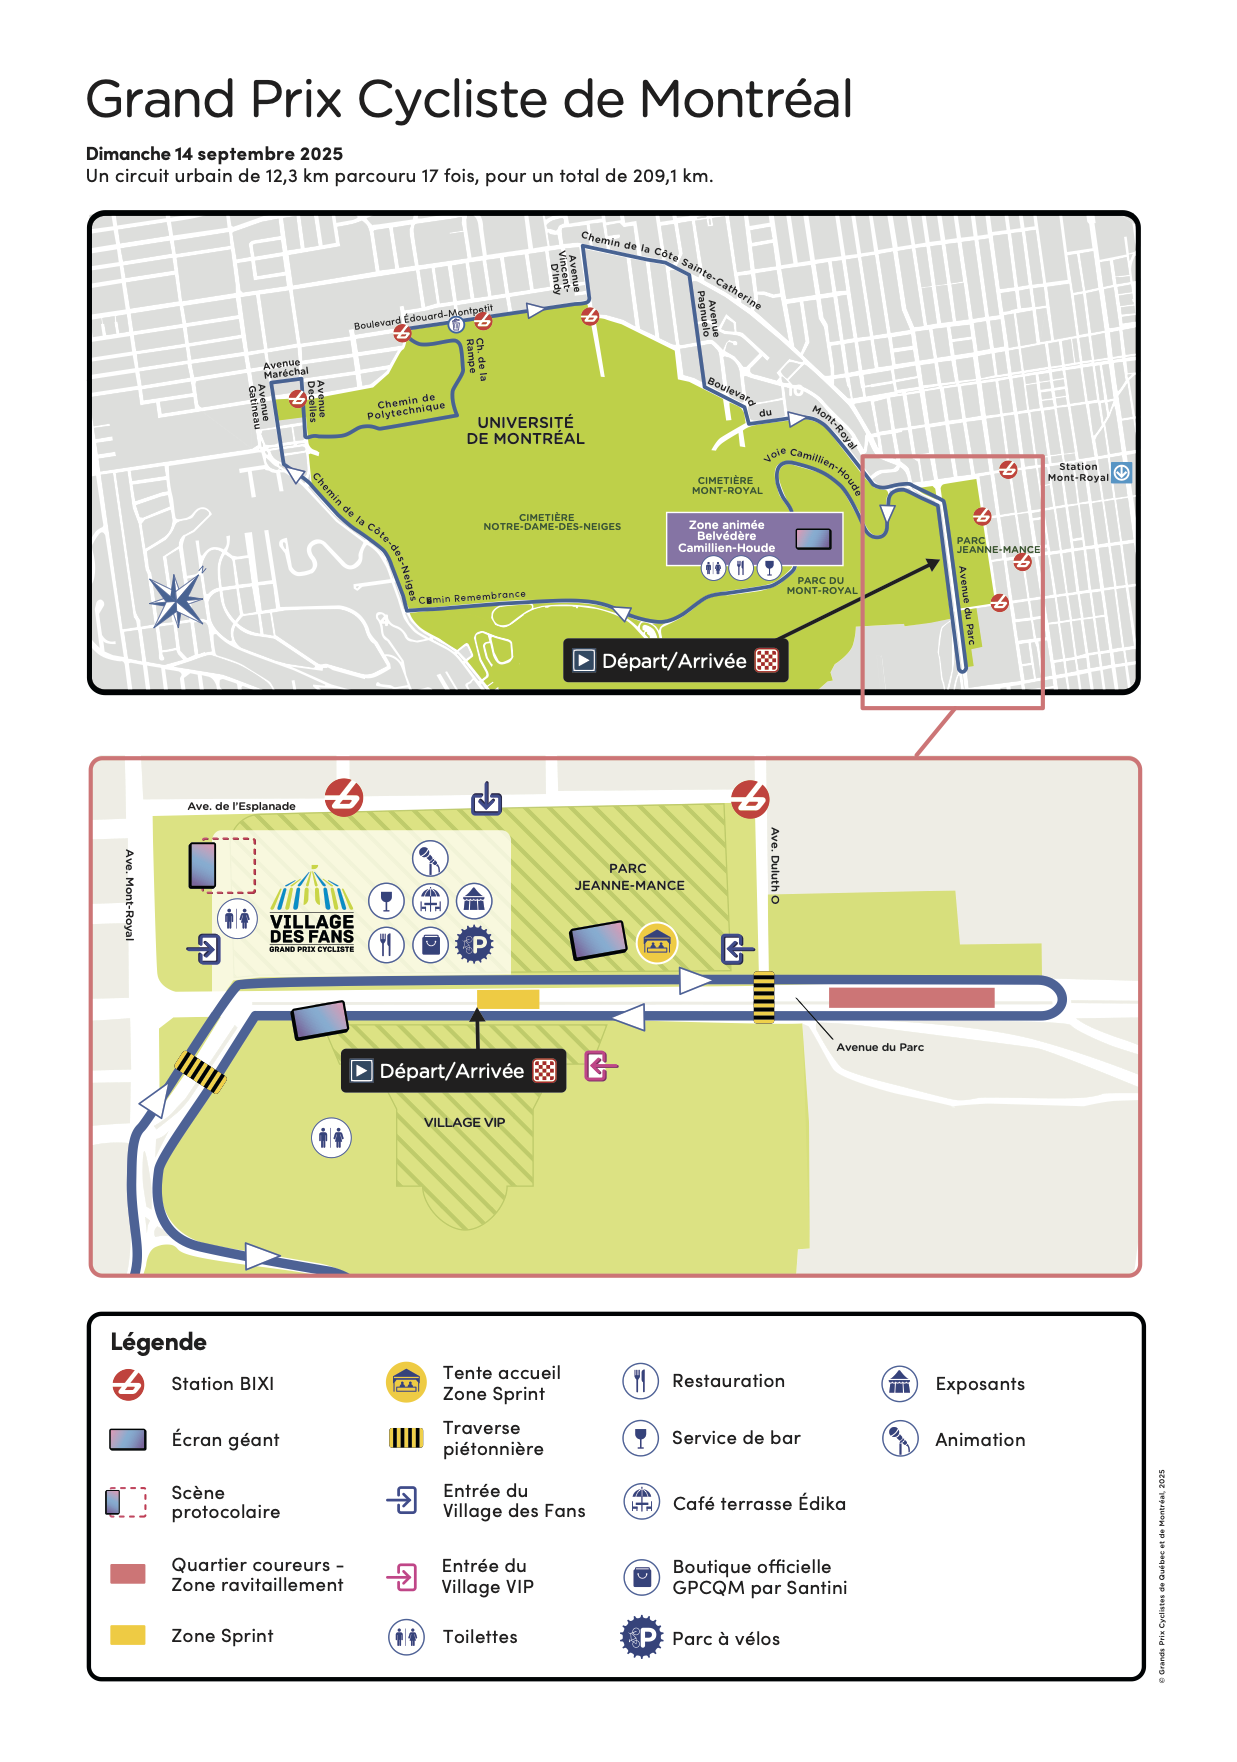 Grand Prix Cycliste de Montréal
Dimanche 14 septembre 2025
Un circuit urbain de 12,3 km parcouru 17 fois, pour un total de 209,1 km.
Chemin de la Côte Sainte-Catherine
Avenue
Vincent-
D'Indy
Avenue
Pagnuelo
Boulevard Édouard-Montpetit
Ch. de la
Rampe
Avenue
Maréchal
Avenue
Gatineau
Avenue
Decelles
Chemin de
Polytechnique
UNIVERSITÉ
DE MONTRÉAL
Boulevard du Mont-Royal
Voie Camillien-Houde
Station
Mont-Royal
CIMETIÈRE
MONT-ROYAL
CIMETIÈRE
NOTRE-DAME-DES-NEIGES
Chemin de la Côte-des-Neiges
Zone animée
Belvédère
Camillien-Houde
PARC
JEANNE-MANCE
PARC DU
MONT-ROYAL
Avenue du Parc
N
Remembrance
Départ/Arrivée
Ave. de l'Esplanade
Ave. Mont-Royal
Ave. Duluth O
PARC
JEANNE-MANCE
VILLAGE
DES FANS
GRAND PRIX CYCLISTE
P
Avenue du Parc
Départ/Arrivée
VILLAGE VIP
Légende
Station BIXI
Écran géant
Scène
protocolaire
Quartier coureurs -
Zone ravitaillement
Zone Sprint
Tente accueil
Zone Sprint
Traverse
piétonnière
Entrée du
Village des Fans
Entrée du
Village VIP
Toilettes
Restauration
Service de bar
Café terrasse Édika
Boutique officielle
GPCQM par Santini
P
Parc à vélos
Exposants
Animation
© Grands Prix Cyclistes de Québec et de Montréal, 2025